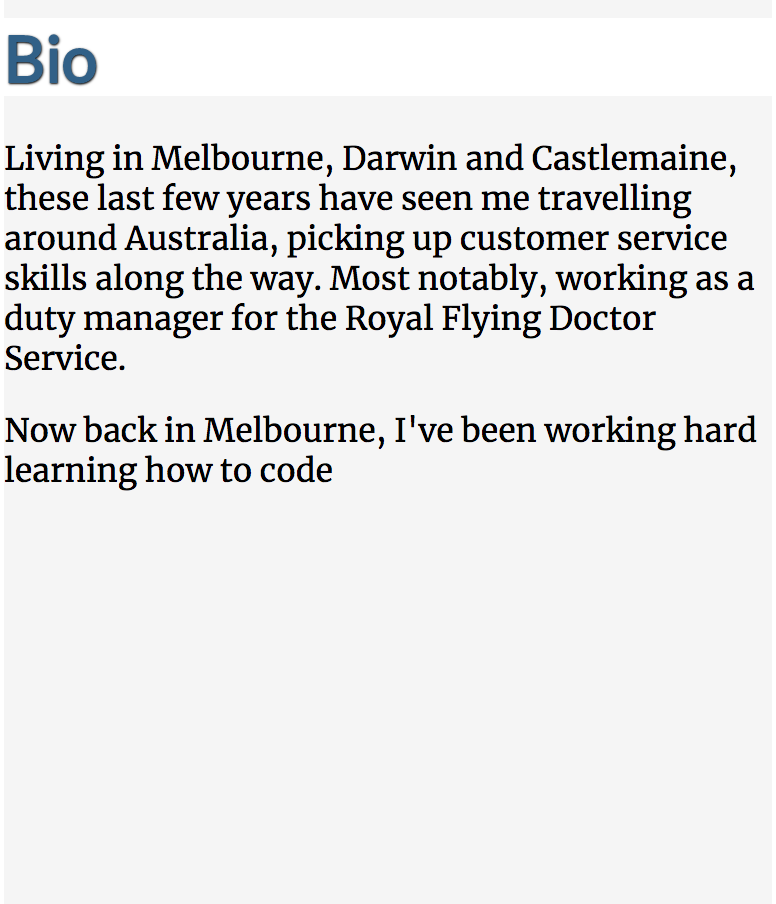 Bio
Living in Melbourne, Darwin and Castlemaine,
these last few years have seen me travelling
around Australia, picking up customer service
skills along the way. Most notably, working as a
duty manager for the Royal Flying Doctor
Service.
Now back in Melbourne, I've been working hard
learning how to code